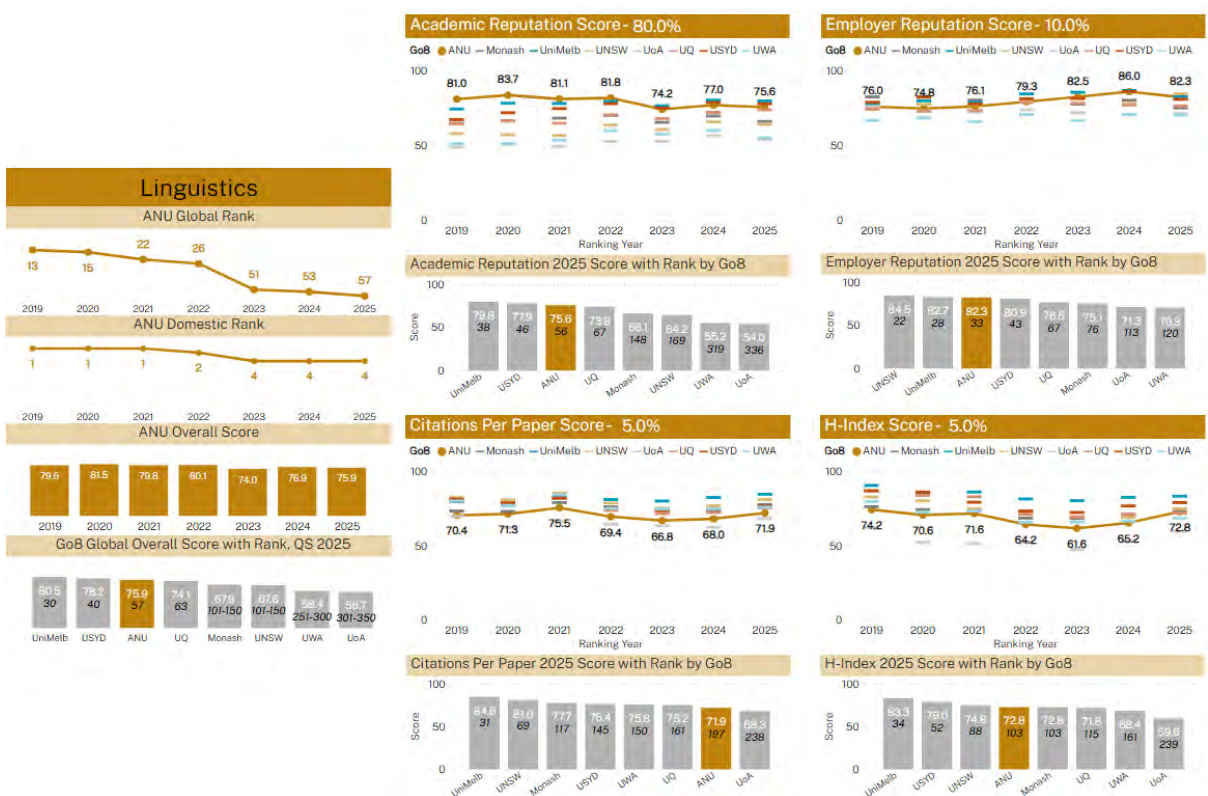 Linguistics
ANU Global Rank
13 15 22 26 51 53 57
2019 2020 2021 2022 2023 2024 2025
ANU Domestic Rank
1 1 1 2 4 4 4
2019 2020 2021 2022 2023 2024 2025
ANU Overall Score
79.6 81.5 79.8 80.1 74.0 76.9 75.9
2019 2020 2021 2022 2023 2024 2025
Go8 Global Overall Score with Rank, QS 2025
80.5 78.2 75.9 74.1 67.9 67.6 58.4 56.7
30 40 57 63 101-150 101-150 251-300 301-350
UniMelb USYD ANU UQ Monash UNSW UWA UoA
Academic Reputation Score - 80.0%
Go8 ANU Monash UniMelb UNSW UoA UQ USYD UWA
100
81.0 83.7 81.1 81.8 74.2 77.0 75.6
50
0
2019 2020 2021 2022 2023 2024 2025
Ranking Year
Academic Reputation 2025 Score with Rank by Go8
100
50
0
Score
79.8 77.9 75.6 73.9 66.1 64.2 55.2 54.0
38 46 56 67 148 169 319 336
UniMelb USYD ANU UQ Monash UNSW UWA UoA
Employer Reputation Score - 10.0%
Go8 ANU Monash UniMelb UNSW UoA UQ USYD UWA
100
76.0 74.8 76.1 79.3 82.5 86.0 82.3
50
0
2019 2020 2021 2022 2023 2024 2025
Ranking Year
Employer Reputation 2025 Score with Rank by Go8
100
50
0
Score
84.5 82.7 82.3 80.9 76.5 75.1 71.3 70.3
22 28 33 43 67 76 113 120
UNSW UniMelb ANU USYD UQ Monash UoA UWA
Citations Per Paper Score - 5.0%
Go8 ANU Monash UniMelb UNSW UoA UQ USYD UWA
100
50
70.4 71.3 75.5 69.4 66.8 68.0 71.9
0
2019 2020 2021 2022 2023 2024 2025
Ranking Year
Citations Per Paper 2025 Score with Rank by Go8
100
50
0
Score
84.8 81.0 77.7 76.4 75.8 75.2 71.9 68.3
31 69 117 145 150 161 197 238
UniMelb UNSW Monash USYD UWA UQ ANU UoA
H-Index Score - 5.0%
Go8 ANU Monash UniMelb UNSW UoA UQ USYD UWA
100
50
74.2 70.6 71.6 64.2 61.6 65.2 72.8
0
2019 2020 2021 2022 2023 2024 2025
Ranking Year
H-Index 2025 Score with Rank by Go8
100
50
0
Score
83.3 79.0 74.8 72.8 72.8 71.8 68.4 59.6
34 52 88 103 103 115 161 239
UniMelb USYD UNSW ANU Monash UQ UWA UoA